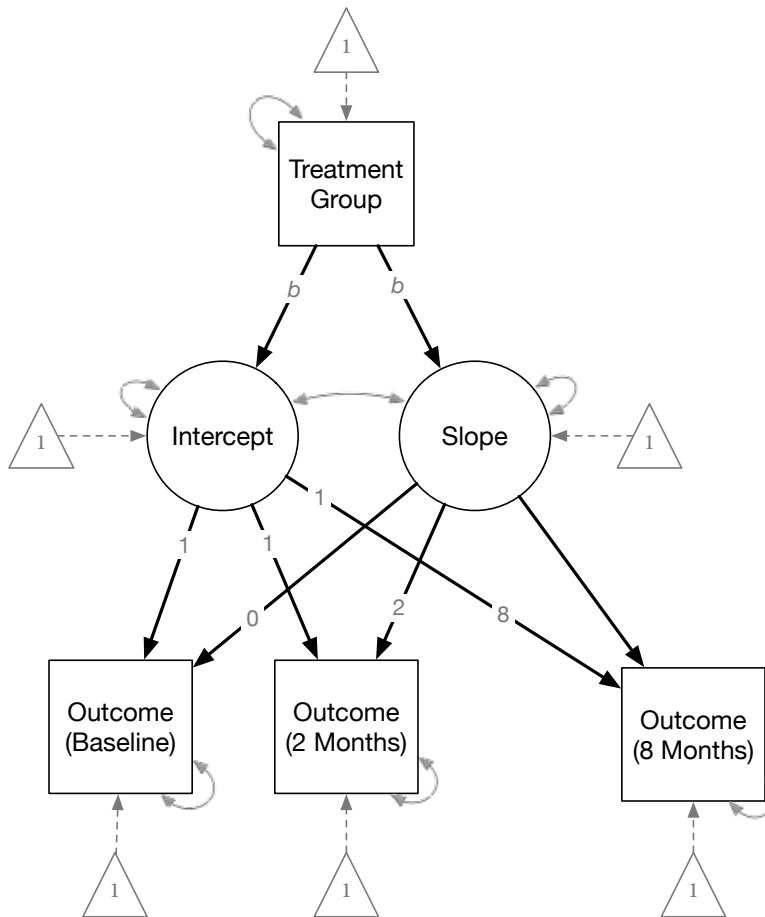 1
Treatment
Group
b
b
1
Intercept
Slope
1
1
1
1
0
2
8
Outcome
(Baseline)
Outcome
(2 Months)
Outcome
(8 Months)
1
1
1